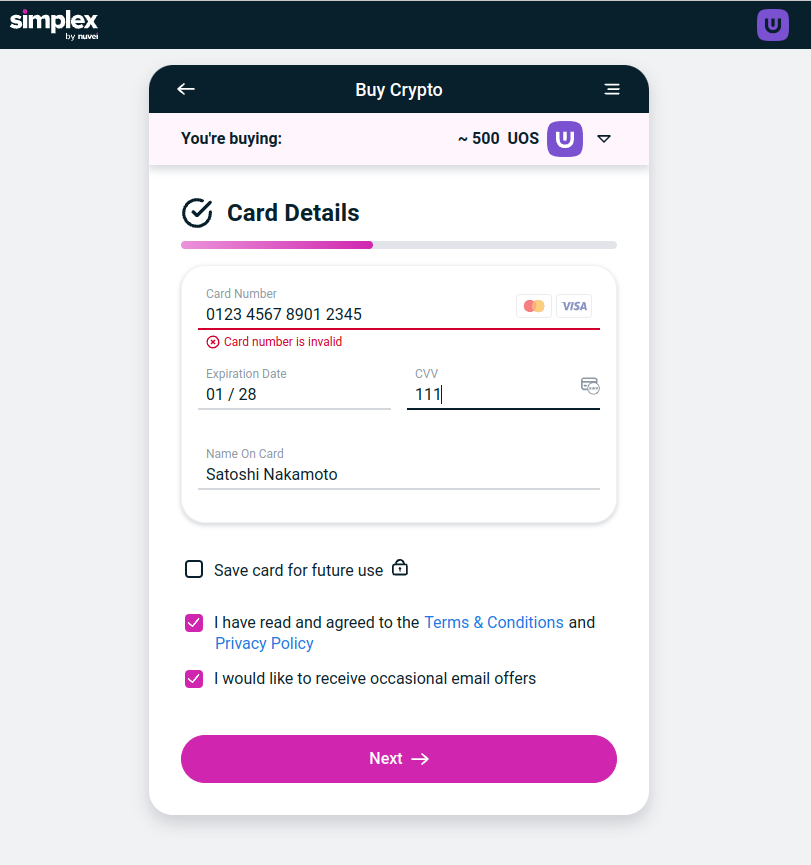 simplex
by nuvei
Buy Crypto
You're buying:
~ 500 UOS
Card Details
Card Number
0123 4567 8901 2345
VISA
Card number is invalid
Expiration Date
CVV
01 / 28
111
Name On Card
Satoshi Nakamoto
Save card for future use
I have read and agreed to the Terms & Conditions and
Privacy Policy
I would like to receive occasional email offers
Next